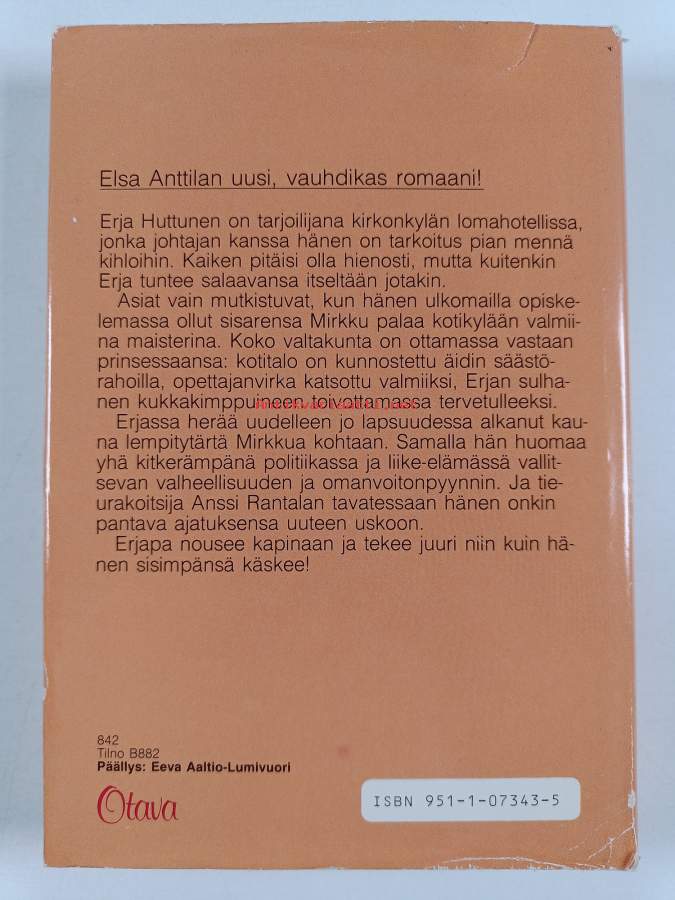 Elsa Anttilan uusi, vauhdikas romaani!
Erja Huttunen on tarjoilijana kirkonkylän lomahotellissa,
jonka johtajan kanssa hänen on tarkoitus pian mennä
kihloihin. Kaiken pitäisi olla hienosti, mutta kuitenkin
Erja tuntee salaavansa itseltään jotakin.
Asiat vain mutkistuvat, kun hänen ulkomailla opiske-
lemassa ollut sisarensa Mirkku palaa kotikylään valmii-
na maisterina. Koko valtakunta on ottamassa vastaan
prinsessaansa: kotitalo on kunnostettu äidin säästö-
rahoilla, opettajanvirka katsottu valmiiksi, Erjan sulha-
nen kukkakimppuineen toivottamassa tervetulleeksi.
Erjassa herää uudelleen jo lapsuudessa alkanut kau-
na lempitytärtä Mirkkua kohtaan. Samalla hän huomaa
yhä kitkerämpänä politiikassa ja liike-elämässä vallit-
sevan valheellisuuden ja omanvoitonpyynnin. Ja tie-
urakoitsija Anssi Rantalan tavatessaan hänen onkin
pantava ajatuksensa uuteen uskoon.
Erjapa nousee kapinaan ja tekee juuri niin kuin hä-
nen sisimpänsä käskee!
842
Tilno B882
Päällys: Eeva Aaltio-Lumivuori
Otava
ISBN 951-1-07343-5